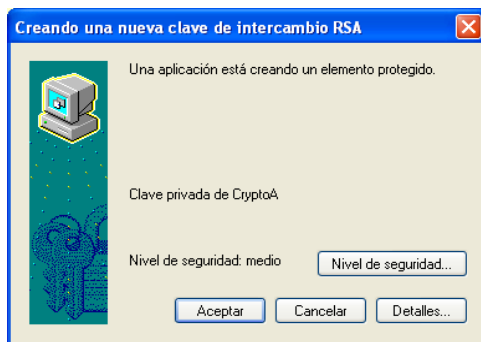 Creando una nueva clave de intercambio RSA
Una aplicación está creando un elemento protegido.
Clave privada de CryptoA
Nivel de seguridad: medio
Nivel de seguridad...
Aceptar
Cancelar
Detalles...